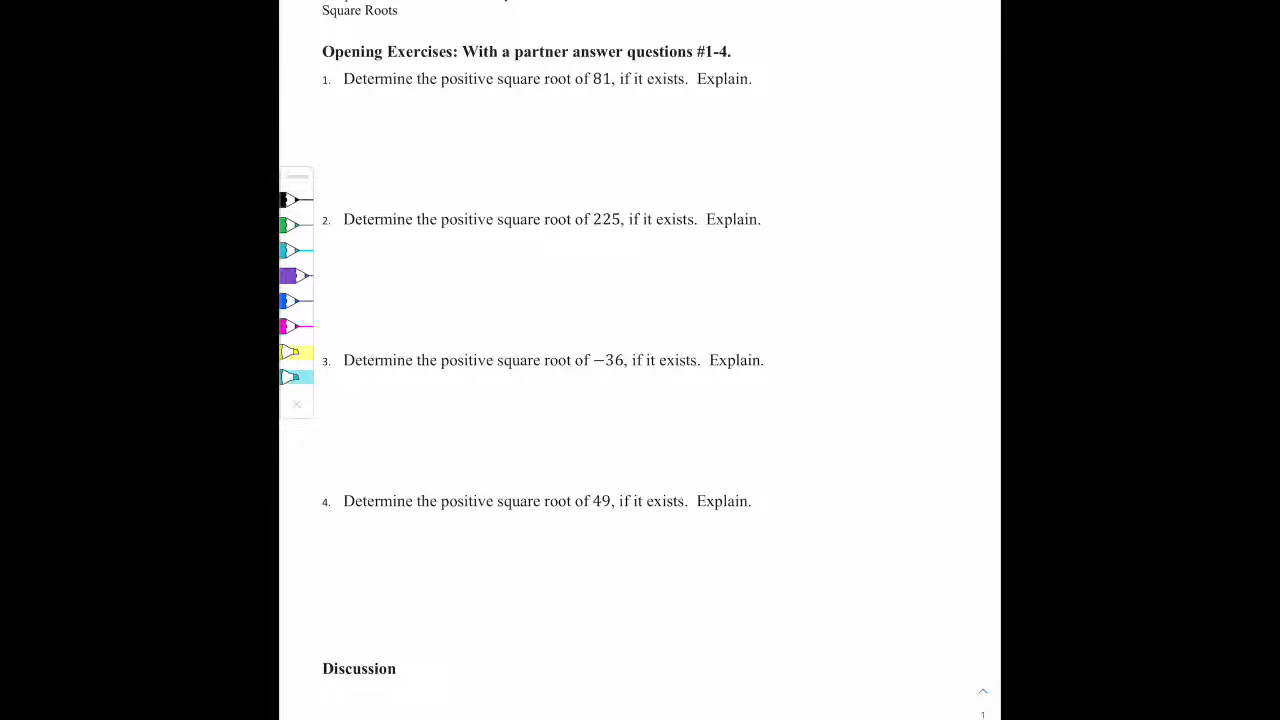 Square Roots
Opening Exercises: With a partner answer questions #1-4.
1. Determine the positive square root of 81, if it exists. Explain.
2. Determine the positive square root of 225, if it exists. Explain.
3. Determine the positive square root of −36, if it exists. Explain.
4. Determine the positive square root of 49, if it exists. Explain.
Discussion
1